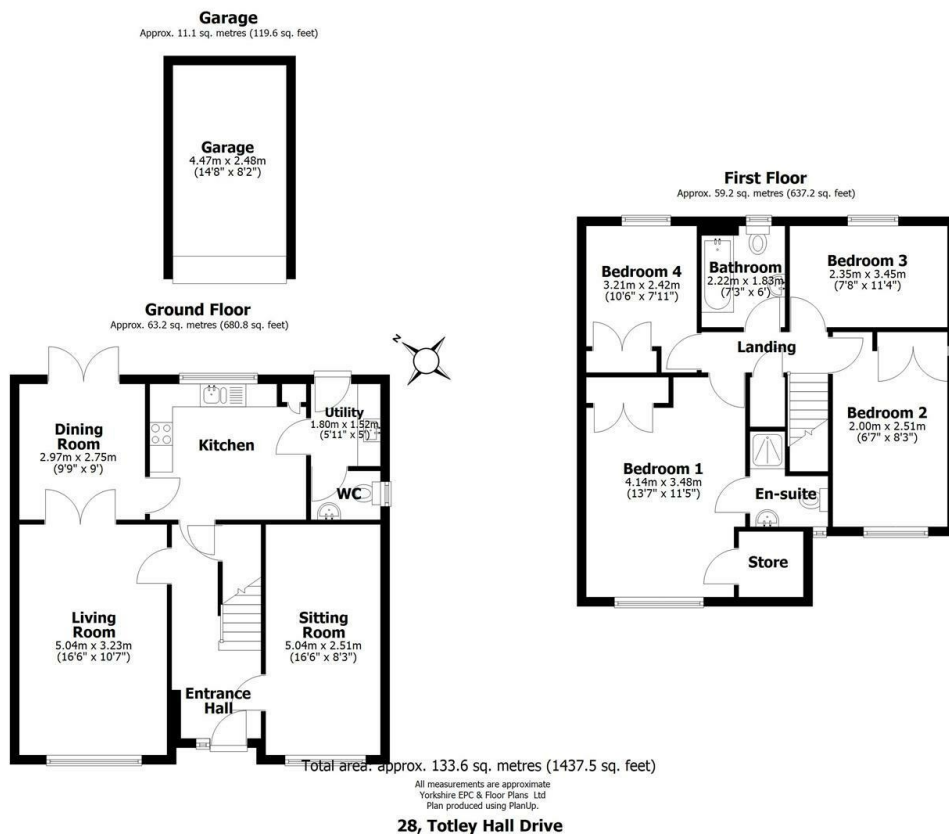 Garage
Approx. 11.1 sq. metres (119.6 sq. feet)
Garage
4.47m x 2.48m
(14'8" x 8'2")
Ground Floor
Approx. 63.2 sq. metres (680.8 sq. feet)
N
Dining
Room
2.97m x 2.75m
(9'9" x 9')
Kitchen
Utility
1.80m x 1.52m
(5'11" x 5')
WC
Living
Room
5.04m x 3.23m
(16'6" x 10'7")
Sitting
Room
5.04m x 2.51m
(16'6" x 8'3")
Entrance
Hall
First Floor
Approx. 59.2 sq. metres (637.2 sq. feet)
Bedroom 4
3.21m x 2.42m
(10'6" x 7'11")
Bathroom
2.22m x 1.83m
(7'3" x 6')
Bedroom 3
2.35m x 3.45m
(7'8" x 11'4")
Landing
Bedroom 2
2.00m x 2.51m
(6'7" x 8'3")
Bedroom 1
4.14m x 3.48m
(13'7" x 11'5")
En-suite
Store
Total area: approx. 133.6 sq. metres (1437.5 sq. feet)
All measurements are approximate
Yorkshire EPC & Floor Plans Ltd
Plan produced using PlanUp.
28, Totley Hall Drive